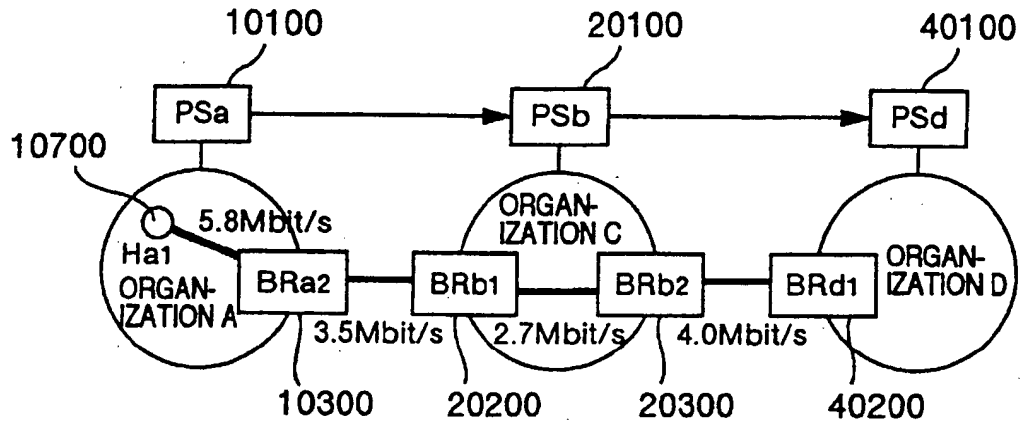 10100
20100
40100
PSa
PSb
PSd
10700
5.8Mbit/s
Ha1
ORGAN-
IZATION A
BRa2
3.5Mbit/s
BRb1
ORGAN-
IZATION C
2.7Mbit/s
BRb2
4.0Mbit/s
BRd1
ORGAN-
IZATION D
10300
20200
20300
40200